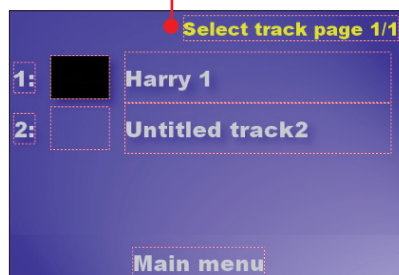 Select track page 1/1
1: Harry 1
2: Untitled track2
Main menu